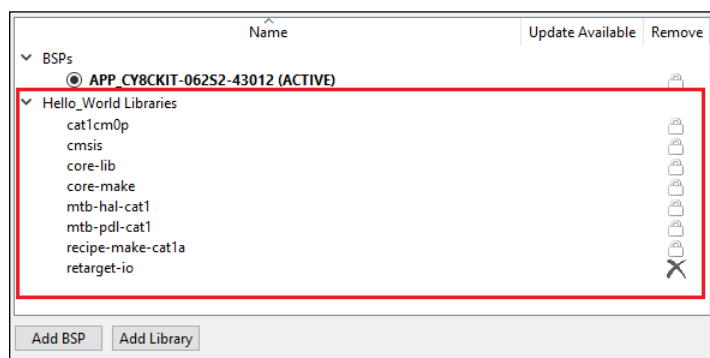 Name Update Available Remove
BSPs
APP_CY8CKIT-062S2-43012 (ACTIVE)
Hello_World Libraries
cat1cm0p
cmsis
core-lib
core-make
mtb-hal-cat1
mtb-pdl-cat1
recipe-make-cat1a
retarget-io
Add BSP Add Library